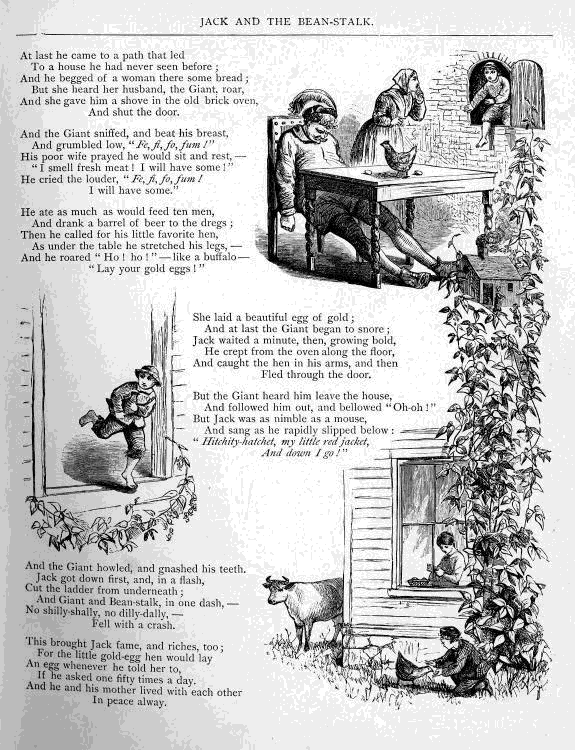 JACK AND THE BEAN-STALK.
At last he came to a path that led
To a house he had never seen before ;
And he begged of a woman there some bread ;
But she heard her husband, the Giant, roar,
And she gave him a shove in the old brick oven,
And shut the door.
And the Giant sniffed, and beat his breast,
And grumbled low, "Fe, fi, fo, fum!"
His poor wife prayed he would sit and rest, —
"I smell fresh meat! I will have some!"
He cried the louder, "Fe, fi, fo, fum!
I will have some."
He ate as much as would feed ten men,
And drank a barrel of beer to the dregs ;
Then he called for his little favorite hen,
As under the table he stretched his legs, —
And he roared "Ho! ho!" — like a buffalo —
"Lay your gold eggs!"
She laid a beautiful egg of gold ;
And at last the Giant began to snore ;
Jack waited a minute, then, growing bold,
He crept from the oven along the floor,
And caught the hen in his arms, and then
Fled through the door.
But the Giant heard him leave the house,
And followed him out, and bellowed "Oh-oh!"
But Jack was as nimble as a mouse,
And sang as he rapidly slipped below :
"Hitchity-hatchet, my little red jacket,
And down I go!"
And the Giant howled, and gnashed his teeth.
Jack got down first, and, in a flash,
Cut the ladder from underneath ;
And Giant and Bean-stalk, in one dash, —
No shilly-shally, no dilly-dally, —
Fell with a crash.
This brought Jack fame, and riches, too ;
For the little gold-egg hen would lay
An egg whenever he told her to,
If he asked one fifty times a day.
And he and his mother lived with each other
In peace alway.